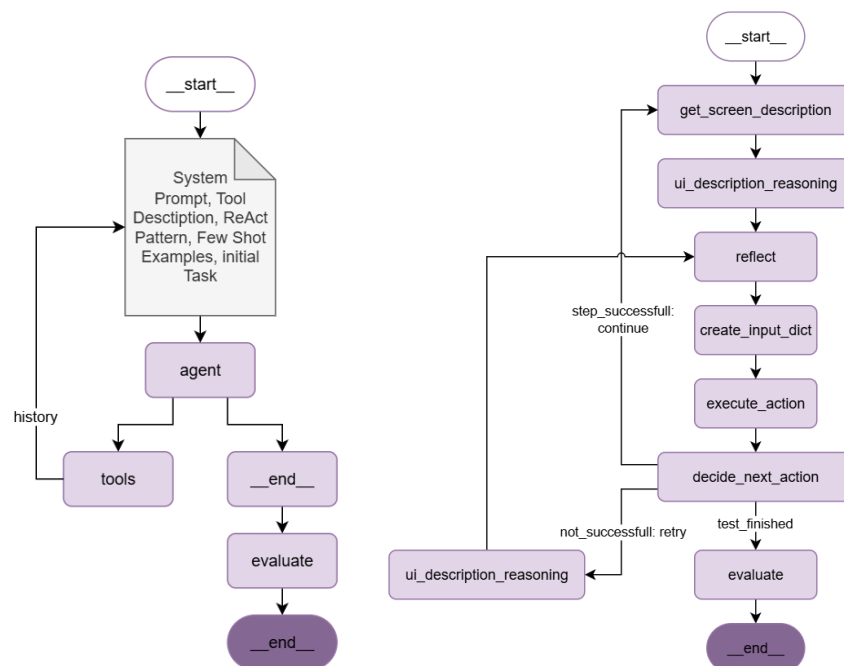 __start__
System
Prompt, Tool
Desctiption, ReAct
Pattern, Few Shot
Examples, initial
Task
agent
history
tools
__end__
evaluate
__end__
__start__
get_screen_description
ui_description_reasoning
reflect
step_successfull:
continue
create_input_dict
execute_action
decide_next_action
not_successfull: retry
test_finished
ui_description_reasoning
evaluate
__end__